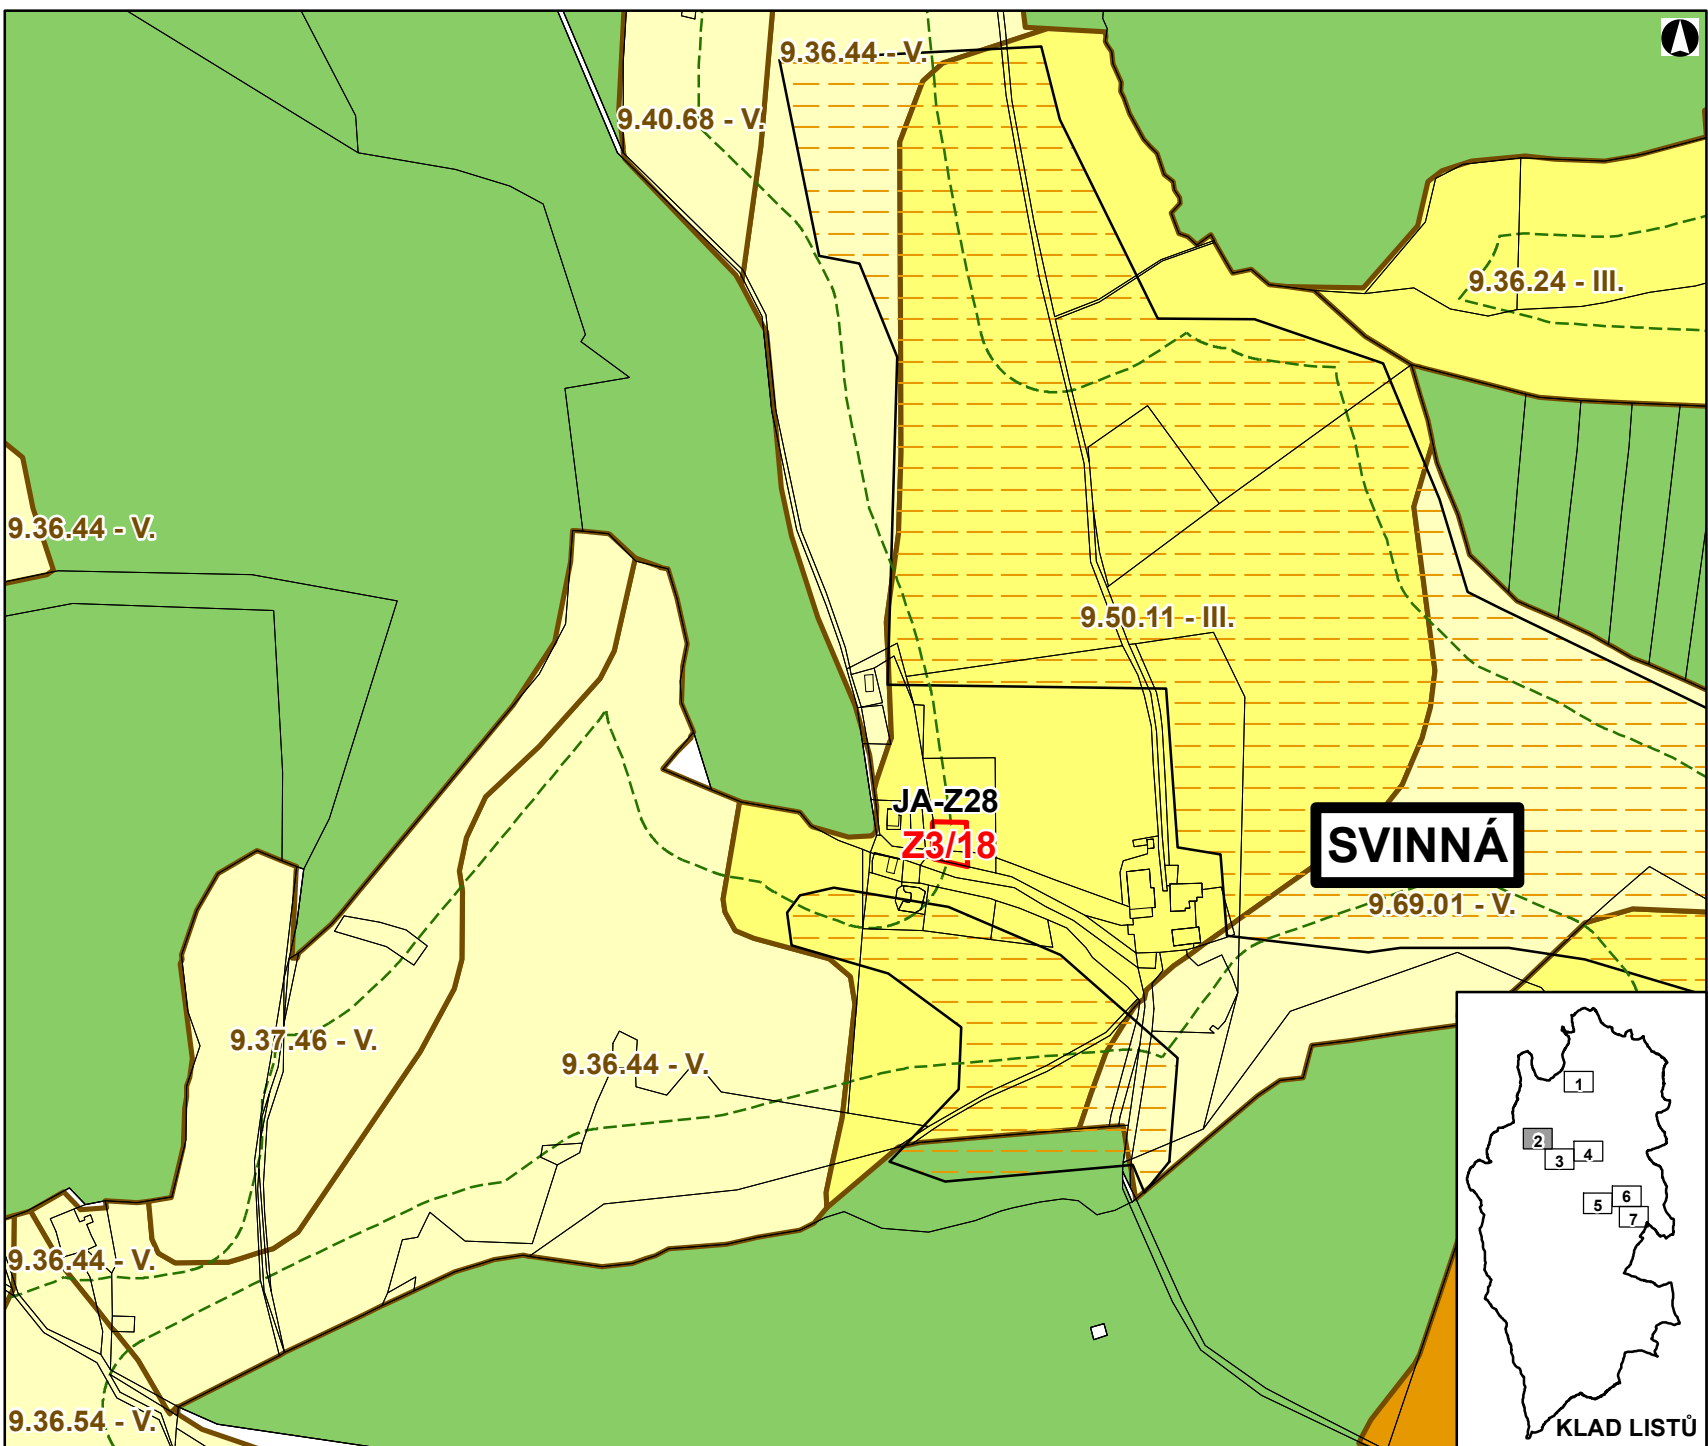 9.36.44 - V.
9.40.68 - V.
9.36.24 - III.
9.36.44 - V.
9.50.11 - III.
JA-Z28
Z3/18
SVINNÁ
9.69.01 - V.
9.37.46 - V.
9.36.44 - V.
1
2
3
4
5
6
7
9.36.44 - V.
9.36.54 - V.
KLAD LISTŮ